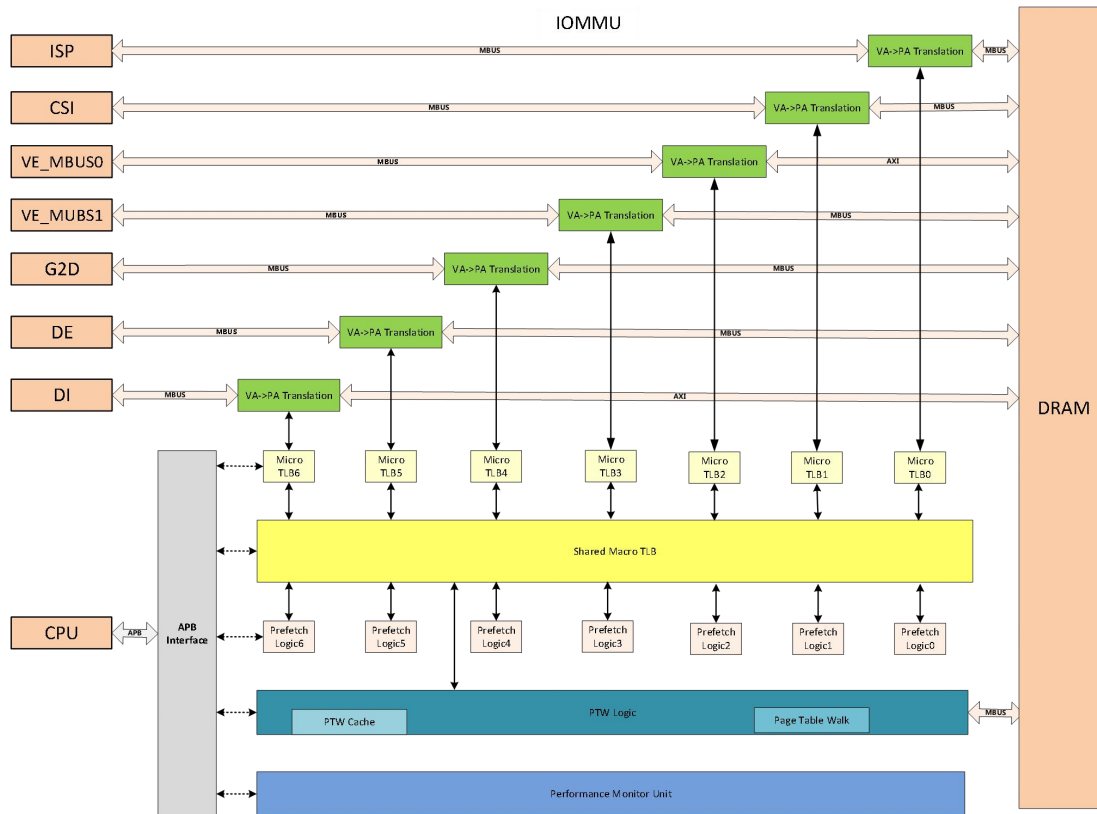 IOMMU
ISP
MBUS
VA->PA Translation
MBUS
CSI
MBUS
VA->PA Translation
MBUS
VE_MBUS0
MBUS
VA->PA Translation
AXI
VE_MUBS1
MBUS
VA->PA Translation
MBUS
G2D
MBUS
VA->PA Translation
MBUS
DE
MBUS
VA->PA Translation
MBUS
DI
MBUS
VA->PA Translation
AXI
DRAM
Micro
TLB6
Micro
TLB5
Micro
TLB4
Micro
TLB3
Micro
TLB2
Micro
TLB1
Micro
TLB0
Shared Macro TLB
CPU
APB
APB
Interface
Prefetch
Logic6
Prefetch
Logic5
Prefetch
Logic4
Prefetch
Logic3
Prefetch
Logic2
Prefetch
Logic1
Prefetch
Logic0
PTW Logic
PTW Cache
Page Table Walk
MBUS
Performance Monitor Unit